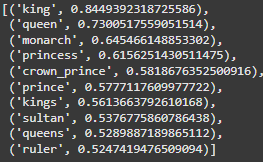 [('king', 0.8449392318725586),
('queen', 0.7300517559051514),
('monarch', 0.645466148853302),
('princess', 0.6156251430511475),
('crown_prince', 0.5818676352500916),
('prince', 0.5777117609977722),
('kings', 0.5613663792610168),
('sultan', 0.5376775860786438),
('queens', 0.5289887189865112),
('ruler', 0.5247419476509094)]